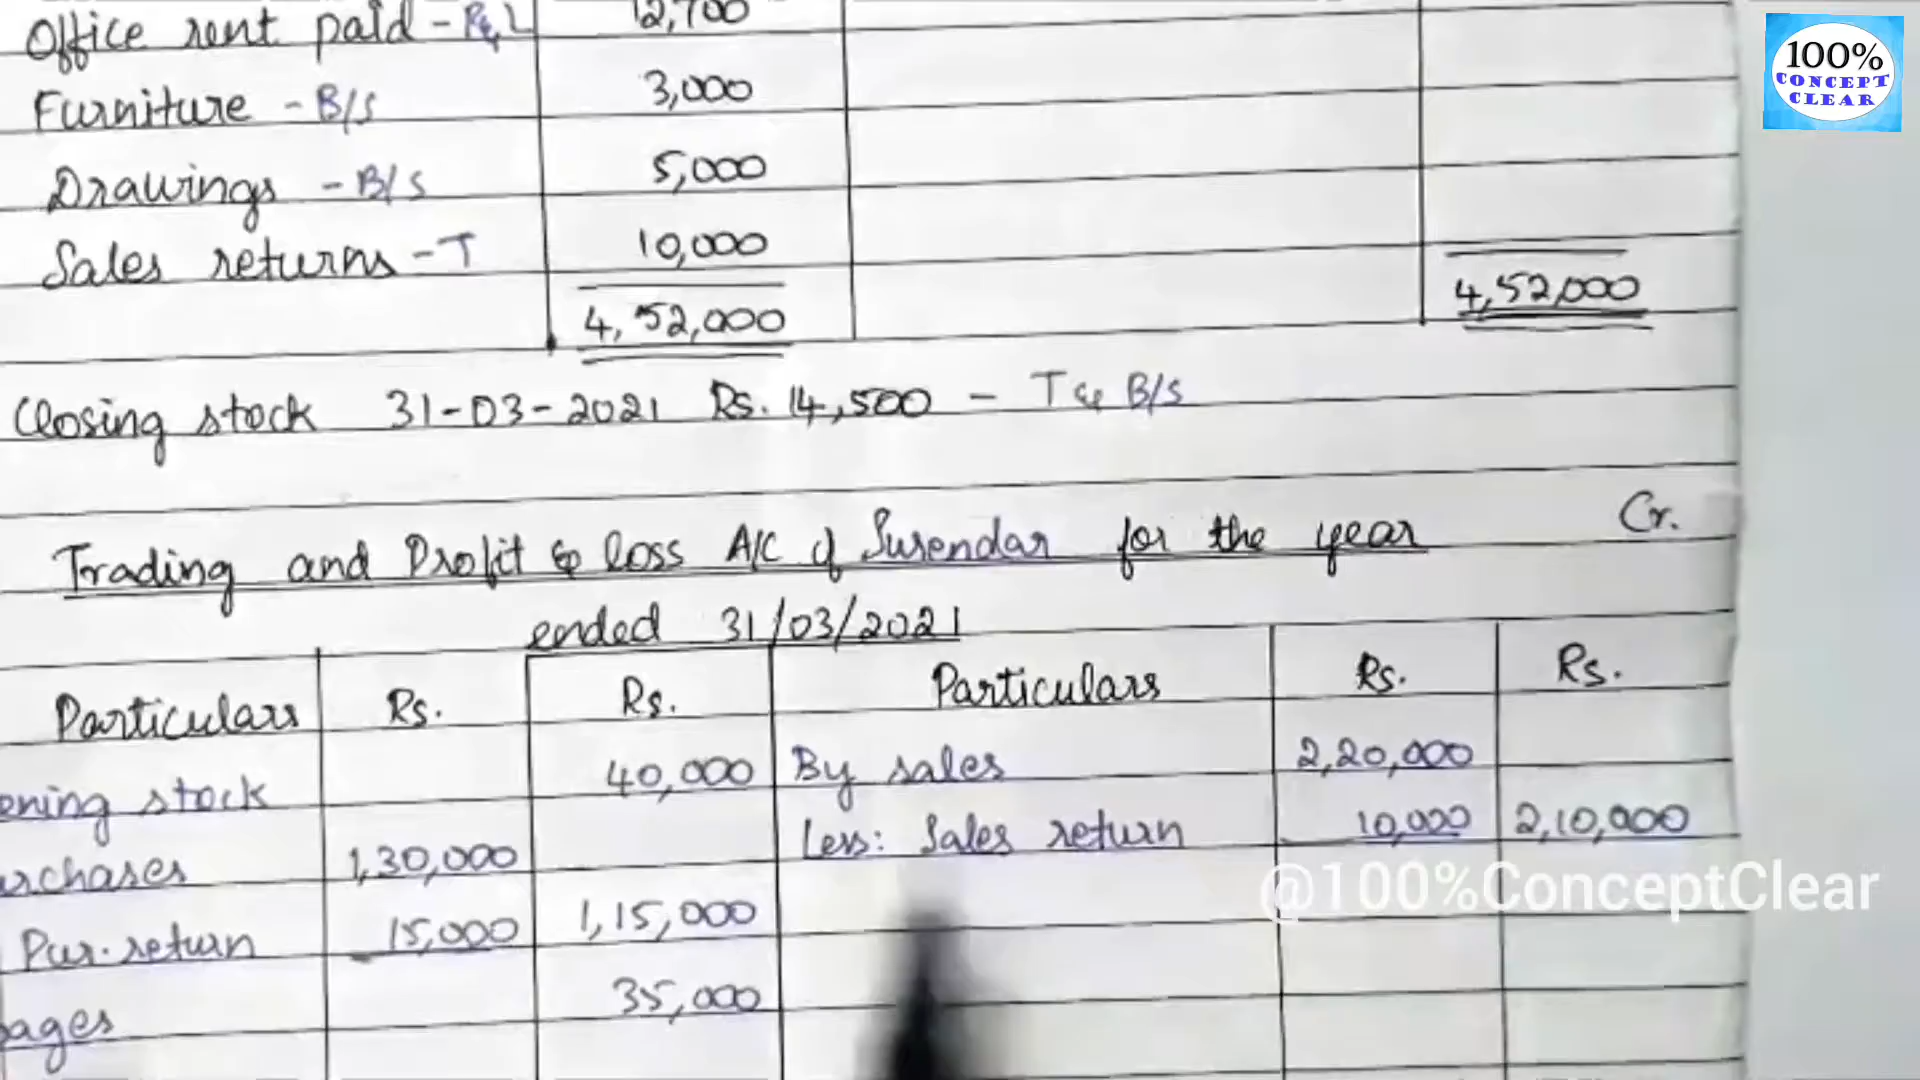 Office rent paid - P&L 12,700
100%
CONCEPT
CLEAR
Furniture - B/S 3,000
Drawings - B/S 5,000
Sales returns - T 10,000
4,52,000 4,52,000
Closing stock 31-03-2021 Rs. 14,500 - T & B/S
Trading and Profit & loss A/C of Surendar for the year Cr.
ended 31/03/2021
Particulars Rs. Rs. Particulars Rs. Rs.
ening stock 40,000 By sales 2,20,000
urchases 1,30,000 Less: Sales return 10,000 2,10,000
Pur. return 15,000 1,15,000
ages 35,000
@100%ConceptClear